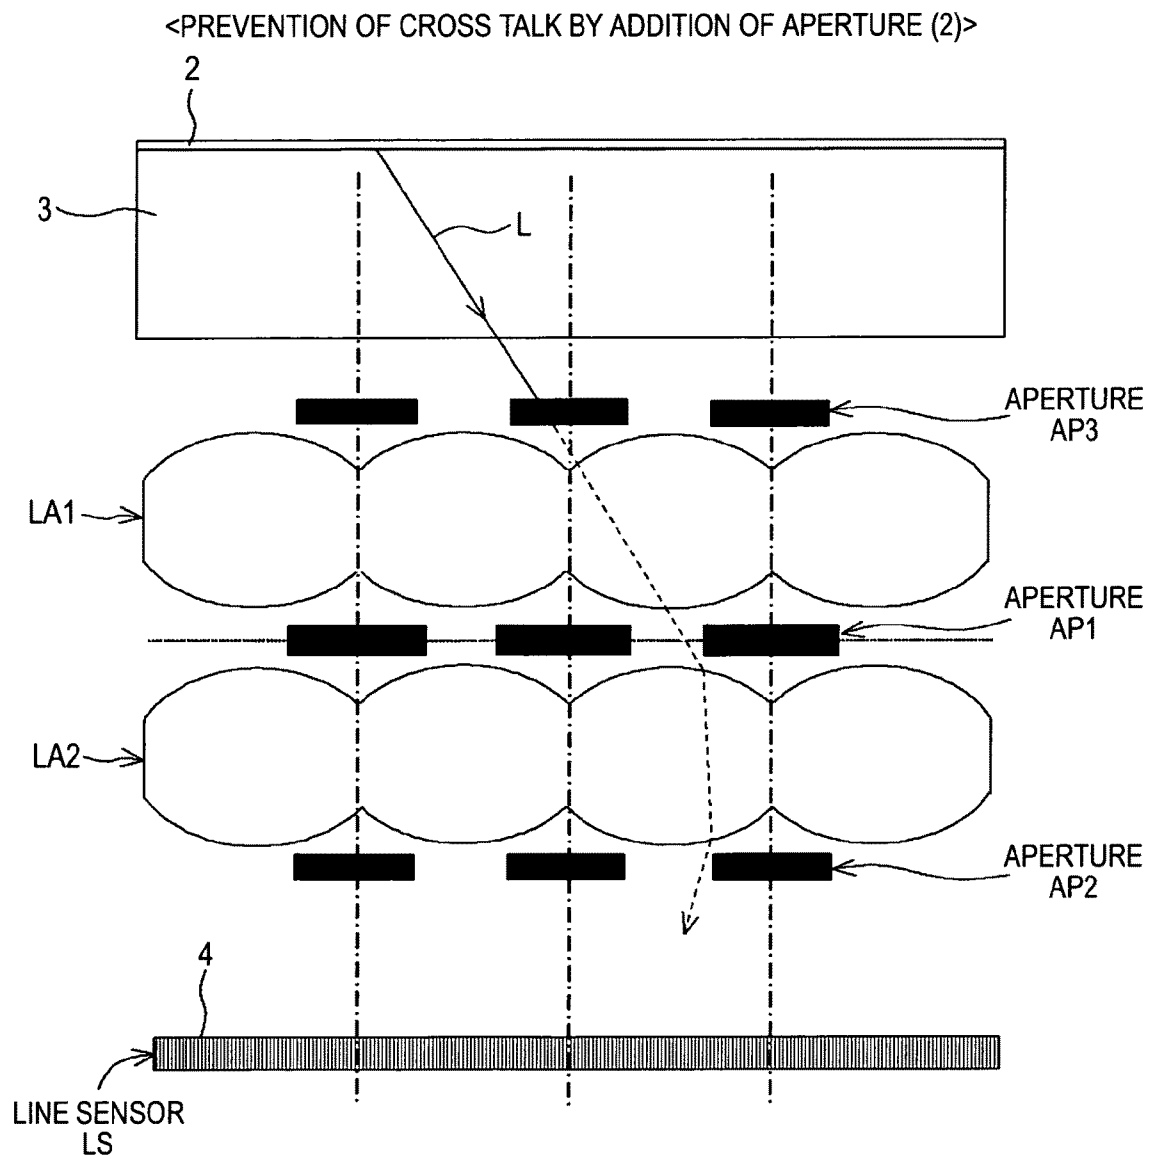 <PREVENTION OF CROSS TALK BY ADDITION OF APERTURE (2)>
2
3
L
APERTURE
AP3
LA1
APERTURE
AP1
LA2
APERTURE
AP2
4
LINE SENSOR
LS